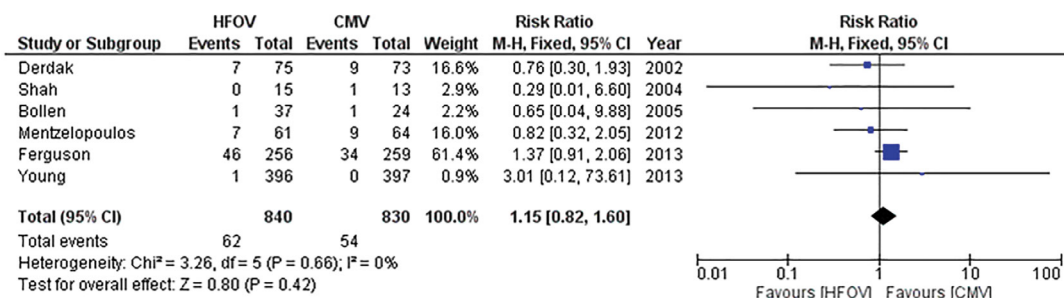 HFOV CMV Risk Ratio Risk Ratio
Study or Subgroup Events Total Events Total Weight M-H, Fixed, 95% CI Year M-H, Fixed, 95% CI
Derdak 7 75 9 73 16.6% 0.76 [0.30, 1.93] 2002
Shah 0 15 1 13 2.9% 0.29 [0.01, 6.60] 2004
Bollen 1 37 1 24 2.2% 0.65 [0.04, 9.88] 2005
Mentzelopoulos 7 61 9 64 16.0% 0.82 [0.32, 2.05] 2012
Ferguson 46 256 34 259 61.4% 1.37 [0.91, 2.06] 2013
Young 1 396 0 397 0.9% 3.01 [0.12, 73.61] 2013
Total (95% CI) 840 830 100.0% 1.15 [0.82, 1.60]
Total events 62 54
Heterogeneity: Chi² = 3.26, df = 5 (P = 0.66); I² = 0%
Test for overall effect: Z = 0.80 (P = 0.42)
0.01 0.1 1 10 100
Favours [HFOV] Favours [CMV]